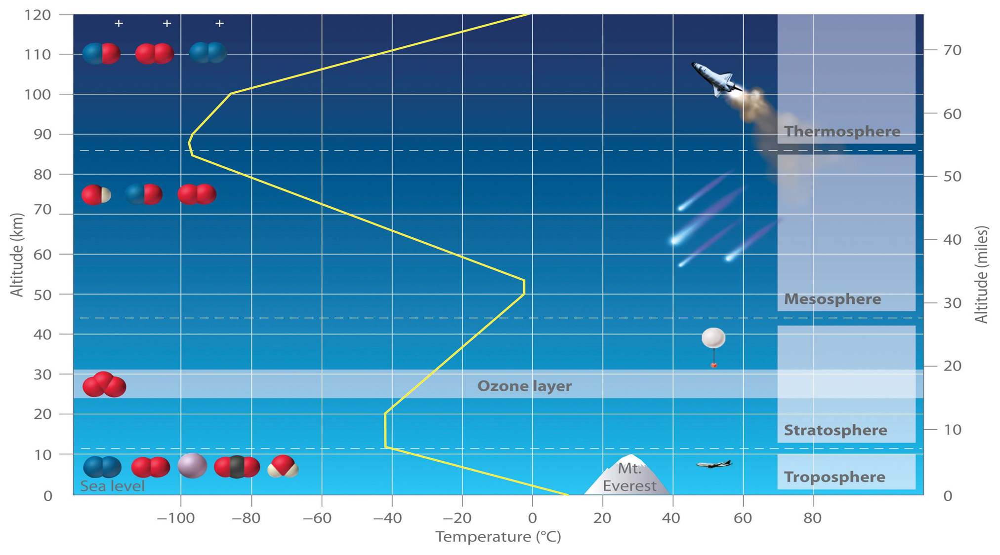 120
110
100
90
80
70
60
50
40
30
20
10
0
Altitude (km)
+ + +
Thermosphere
Mesosphere
Ozone layer
Stratosphere
Troposphere
Mt.
Everest
Sea level
70
60
50
40
30
20
10
0
Altitude (miles)
−100 −80 −60 −40 −20 0 20 40 60 80
Temperature (°C)